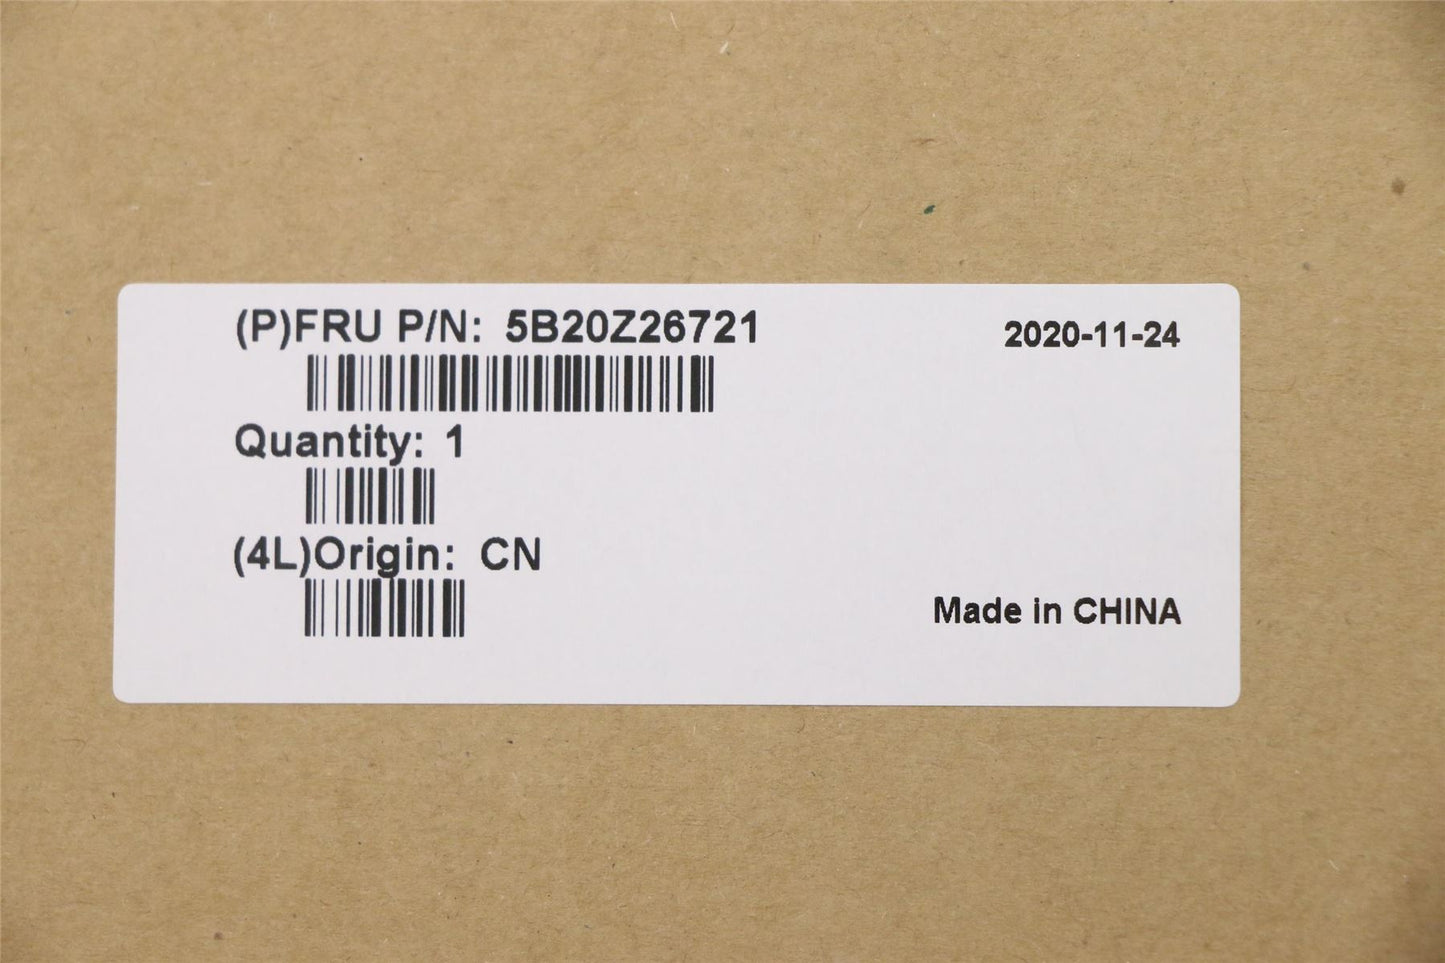 (P)FRU P/N: 5B20Z26721
2020-11-24
Quantity: 1
(4L)Origin: CN
Made in CHINA